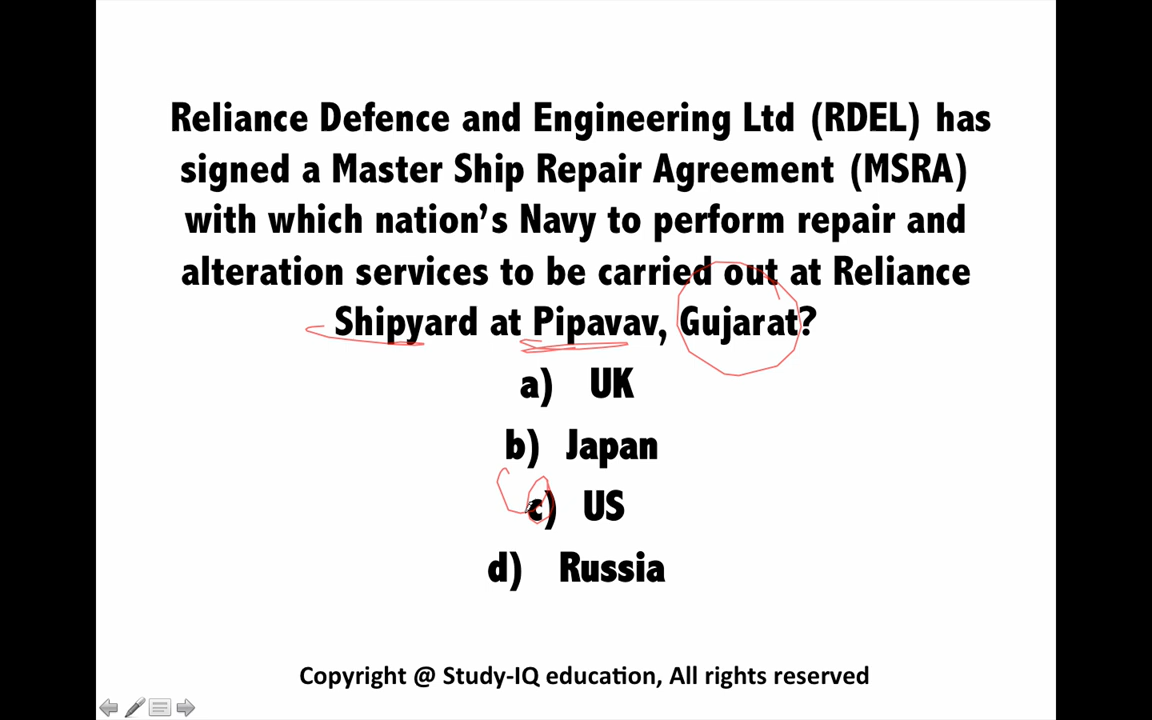 Reliance Defence and Engineering Ltd (RDEL) has
signed a Master Ship Repair Agreement (MSRA)
with which nation's Navy to perform repair and
alteration services to be carried out at Reliance
Shipyard at Pipavav, Gujarat?
a) UK
b) Japan
c) US
d) Russia
Copyright @ Study-IQ education, All rights reserved